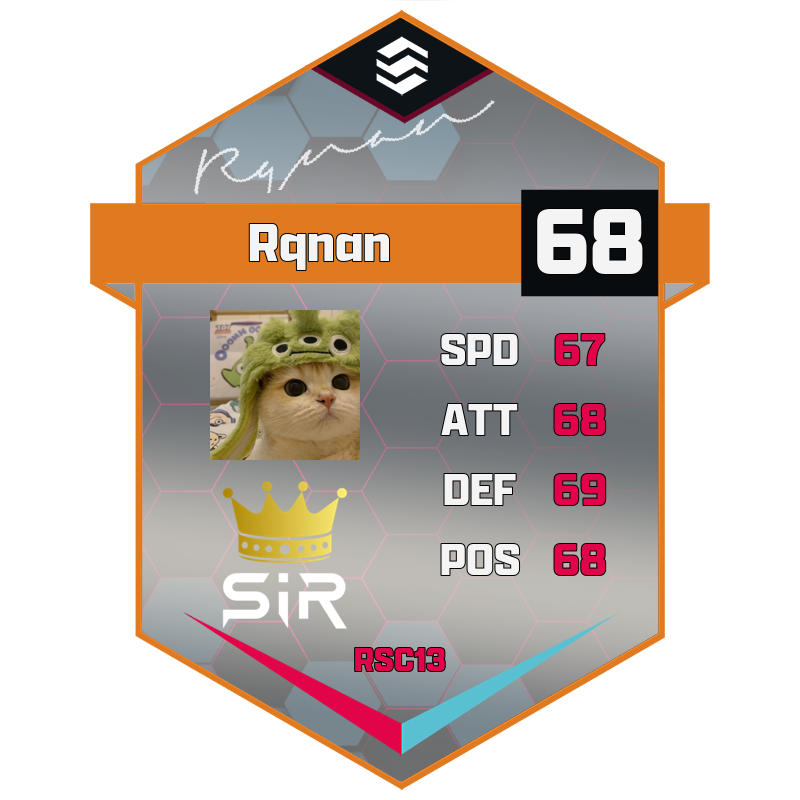 Rqnan
Rqnan
68
SPD 67
ATT 68
DEF 69
POS 68
SiR
RSC13